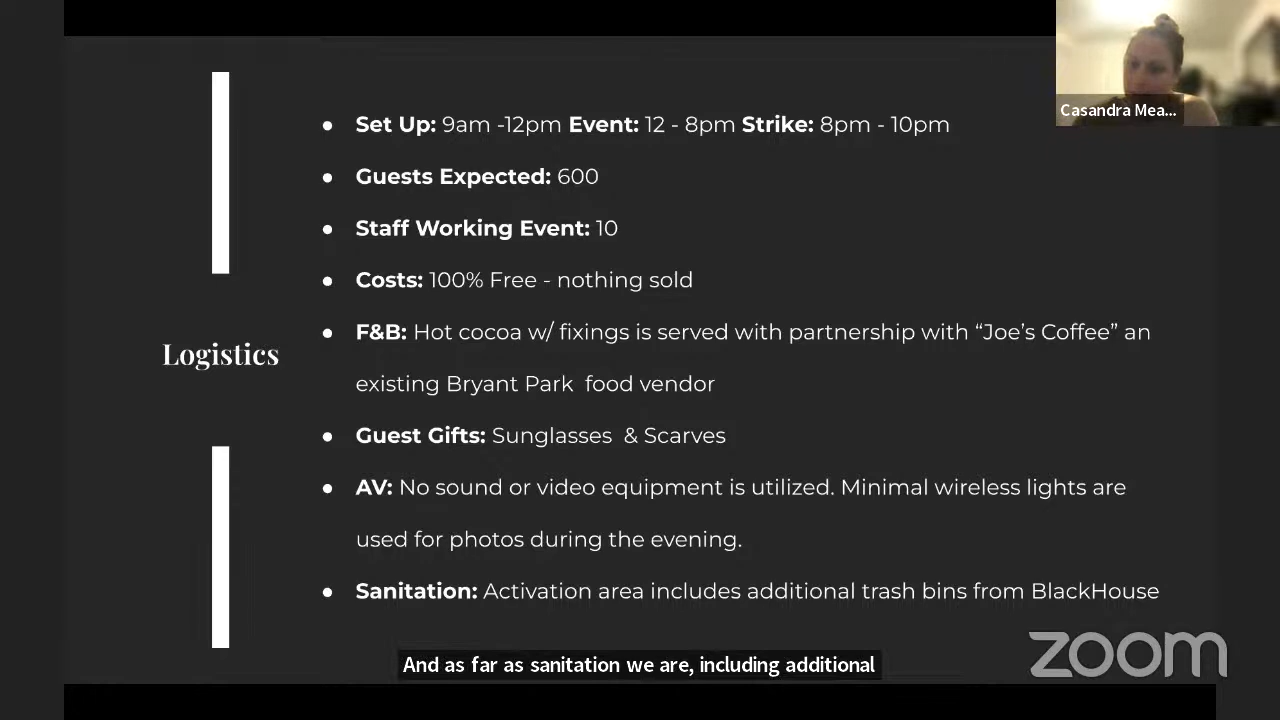 Casandra Mea...
● Set Up: 9am -12pm Event: 12 - 8pm Strike: 8pm - 10pm
● Guests Expected: 600
● Staff Working Event: 10
● Costs: 100% Free - nothing sold
● F&B: Hot cocoa w/ fixings is served with partnership with “Joe’s Coffee” an
Logistics
existing Bryant Park food vendor
● Guest Gifts: Sunglasses & Scarves
● AV: No sound or video equipment is utilized. Minimal wireless lights are
used for photos during the evening.
● Sanitation: Activation area includes additional trash bins from BlackHouse
And as far as sanitation we are, including additional
zoom